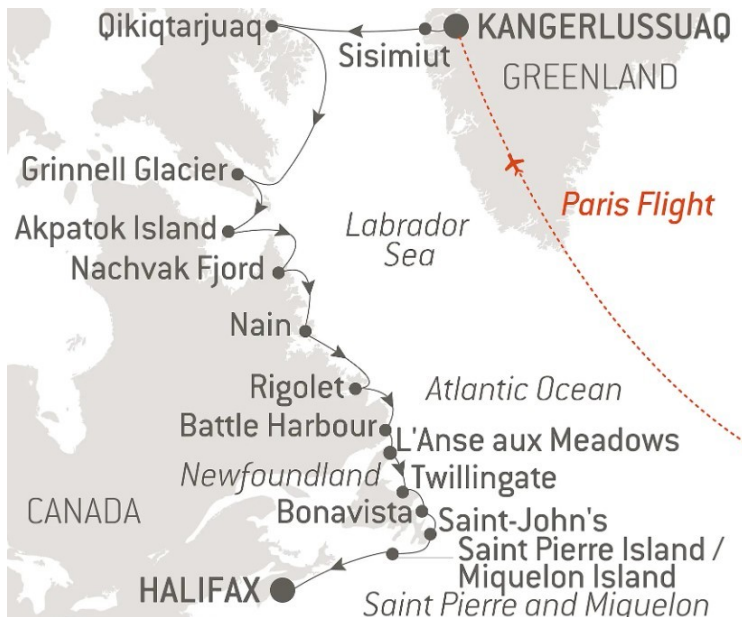 Qikiqtarjuaq
KANGERLUSSUAQ
Sisimiut
GREENLAND
Grinnell Glacier
Paris Flight
Akpatok Island
Labrador
Sea
Nachvak Fjord
Nain
Rigolet
Atlantic Ocean
Battle Harbour
L'Anse aux Meadows
Newfoundland
Twillingate
CANADA
Bonavista
Saint-John's
Saint Pierre Island /
Miquelon Island
HALIFAX
Saint Pierre and Miquelon